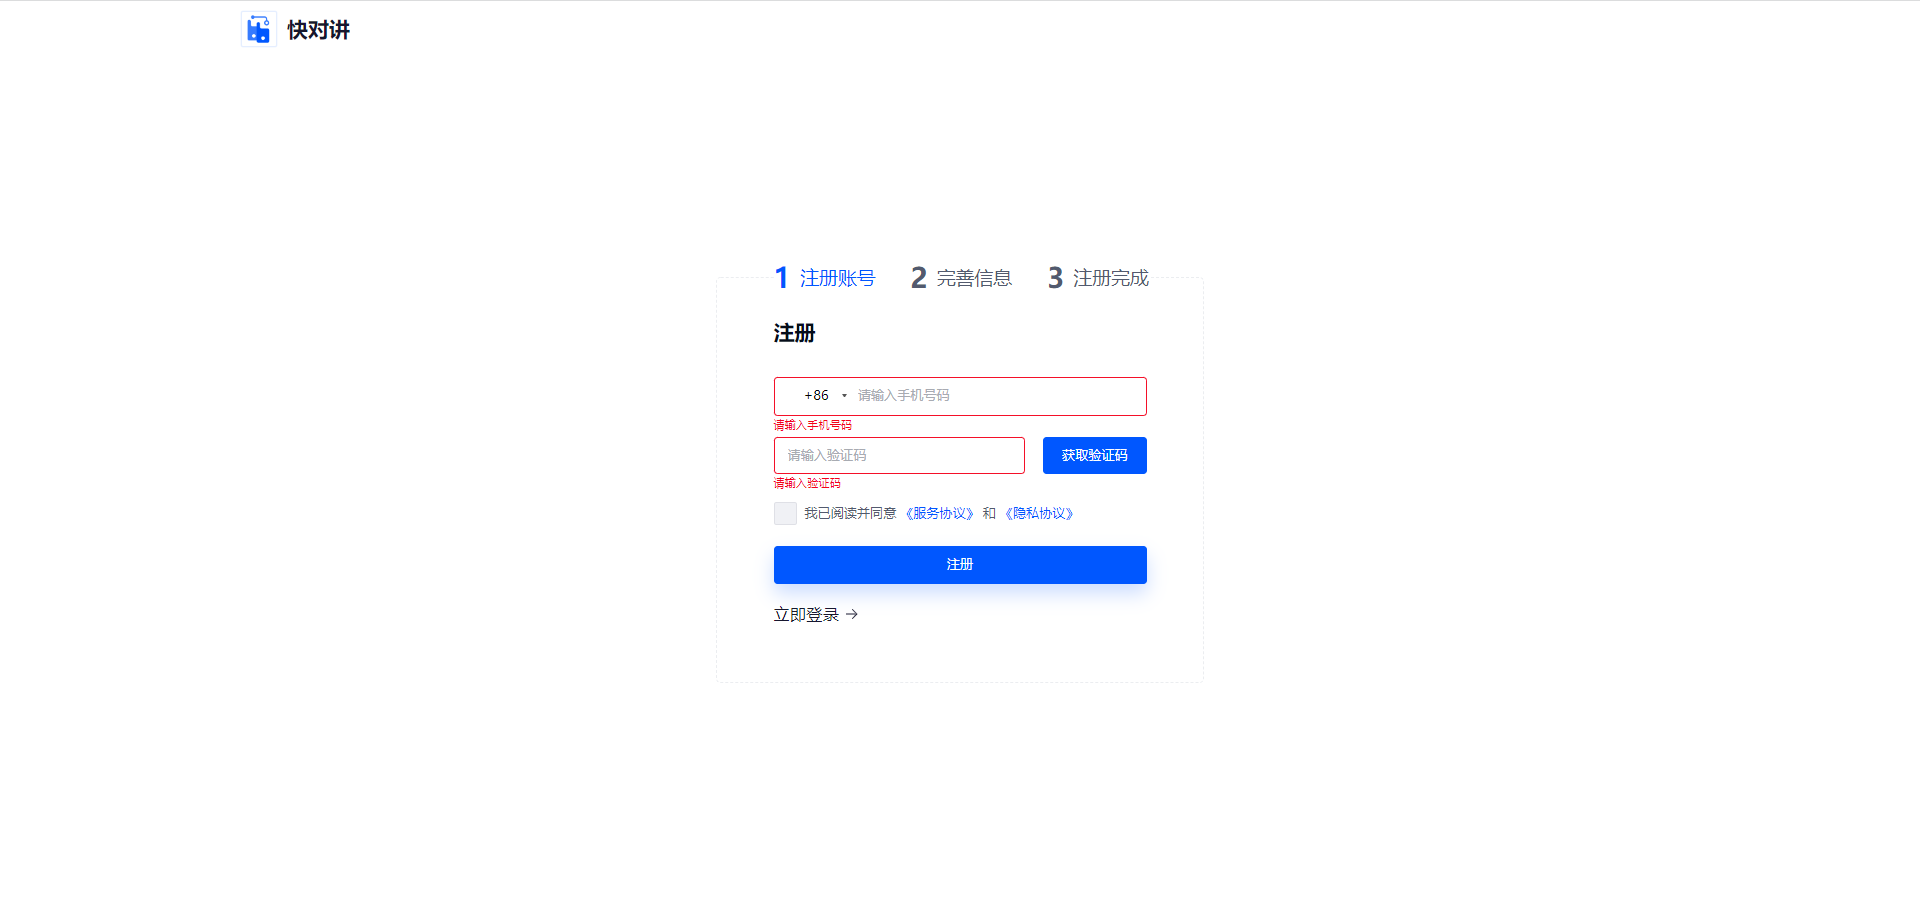 快对讲
1 注册账号 2 完善信息 3 注册完成
注册
+86 请输入手机号码
请输入手机号码
请输入验证码 获取验证码
请输入验证码
我已阅读并同意 《服务协议》 和 《隐私协议》
注册
立即登录 →